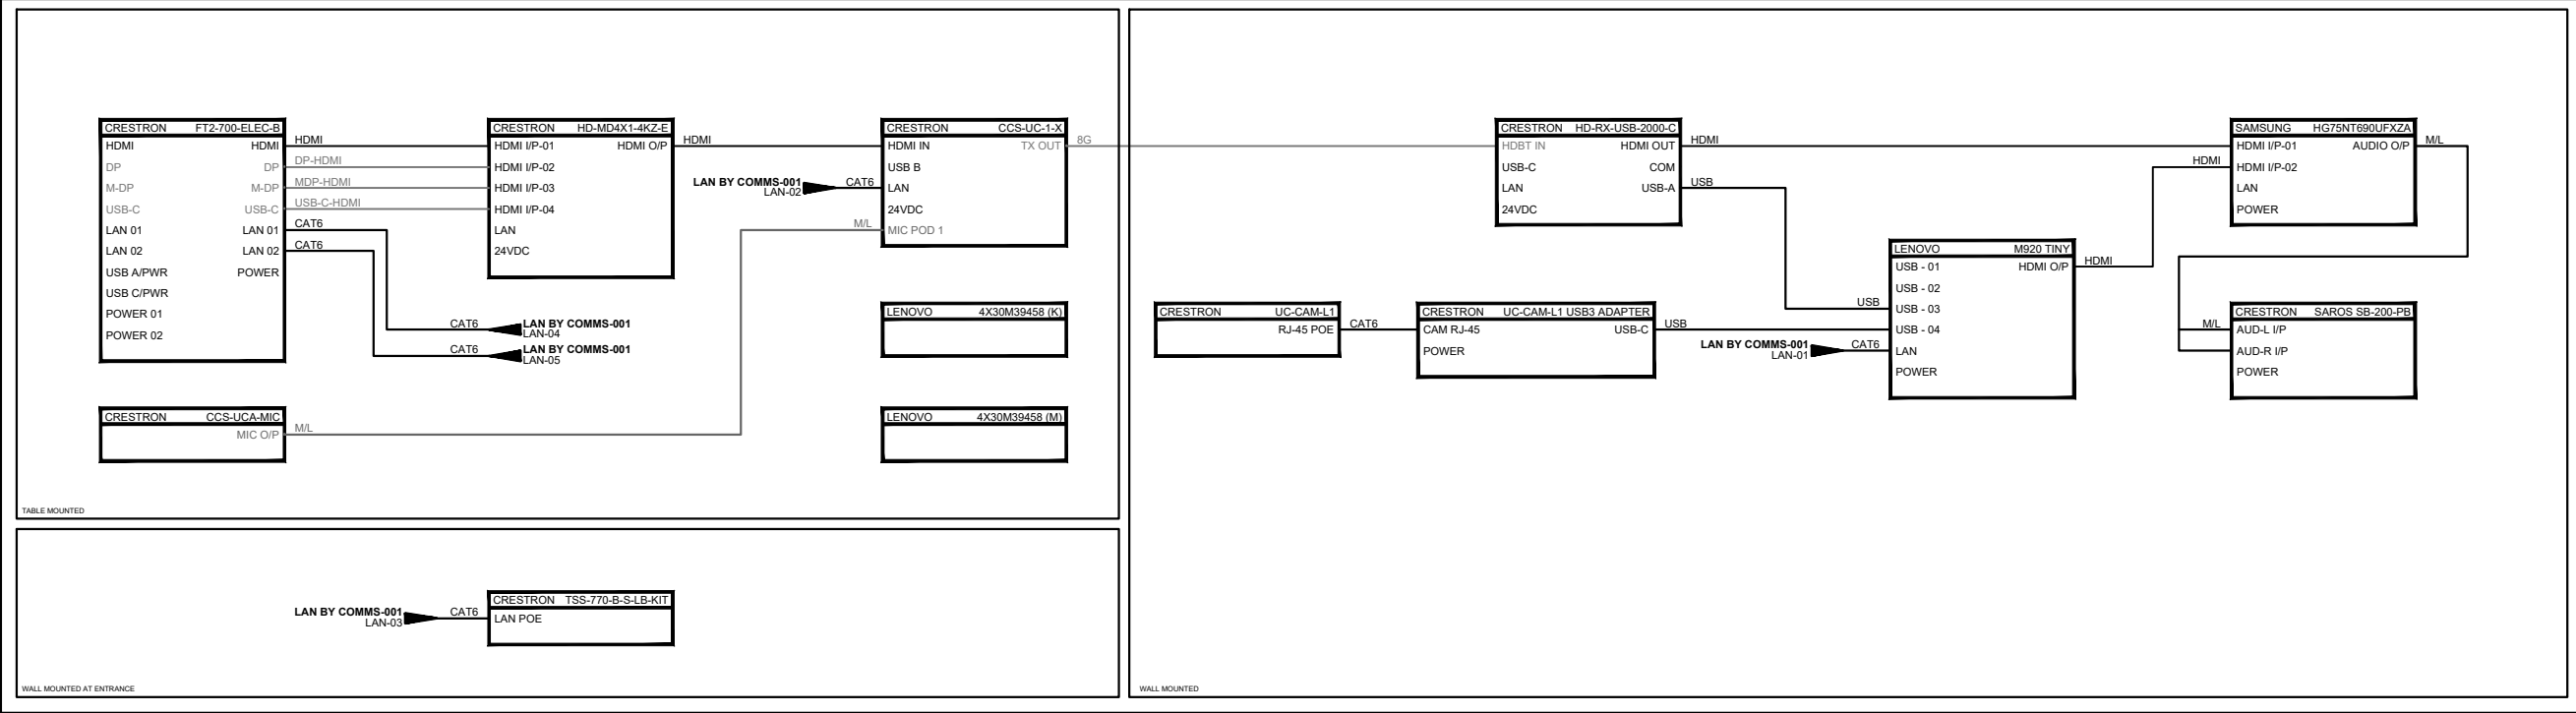 CRESTRON FT2-700-ELEC-B
HDMI HDMI
DP DP
M-DP M-DP
USB-C USB-C
LAN 01 LAN 01
LAN 02 LAN 02
USB A/PWR POWER
USB C/PWR
POWER 01
POWER 02
HDMI
DP-HDMI
MDP-HDMI
USB-C-HDMI
CAT6
CAT6
CRESTRON HD-MD4X1-4KZ-E
HDMI I/P-01 HDMI O/P
HDMI I/P-02
HDMI I/P-03
HDMI I/P-04
LAN
24VDC
HDMI
LAN BY COMMS-001
LAN-02
CAT6
M/L
CRESTRON CCS-UC-1-X
HDMI IN TX OUT
USB B
LAN
24VDC
MIC POD 1
8G
CAT6
LAN BY COMMS-001
LAN-04
CAT6
LAN BY COMMS-001
LAN-05
LENOVO 4X30M39458 (K)
CRESTRON CCS-UCA-MIC
MIC O/P
M/L
LENOVO 4X30M39458 (M)
TABLE MOUNTED
LAN BY COMMS-001
LAN-03
CAT6
CRESTRON TSS-770-B-S-LB-KIT
LAN POE
WALL MOUNTED AT ENTRANCE
CRESTRON HD-RX-USB-2000-C
HDBT IN HDMI OUT
USB-C COM
LAN USB-A
24VDC
HDMI
USB
CRESTRON UC-CAM-L1
RJ-45 POE
CAT6
CRESTRON UC-CAM-L1 USB3 ADAPTER
CAM RJ-45 USB-C
POWER
USB
USB
LAN BY COMMS-001
LAN-01
CAT6
LENOVO M920 TINY
USB - 01 HDMI O/P
USB - 02
USB - 03
USB - 04
LAN
POWER
HDMI
HDMI
SAMSUNG HG75NT690UFXZA
HDMI I/P-01 AUDIO O/P
HDMI I/P-02
LAN
POWER
M/L
M/L
CRESTRON SAROS SB-200-PB
AUD-L I/P
AUD-R I/P
POWER
WALL MOUNTED